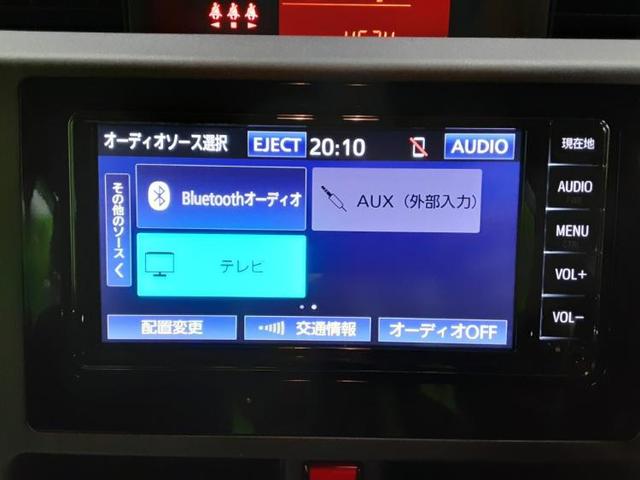 オーディオソース選択 EJECT 20:10 AUDIO
現在地
その他のソース
Bluetoothオーディオ
AUX（外部入力）
AUDIO
MENU
テレビ
VOL+
VOL−
配置変更
交通情報
オーディオOFF